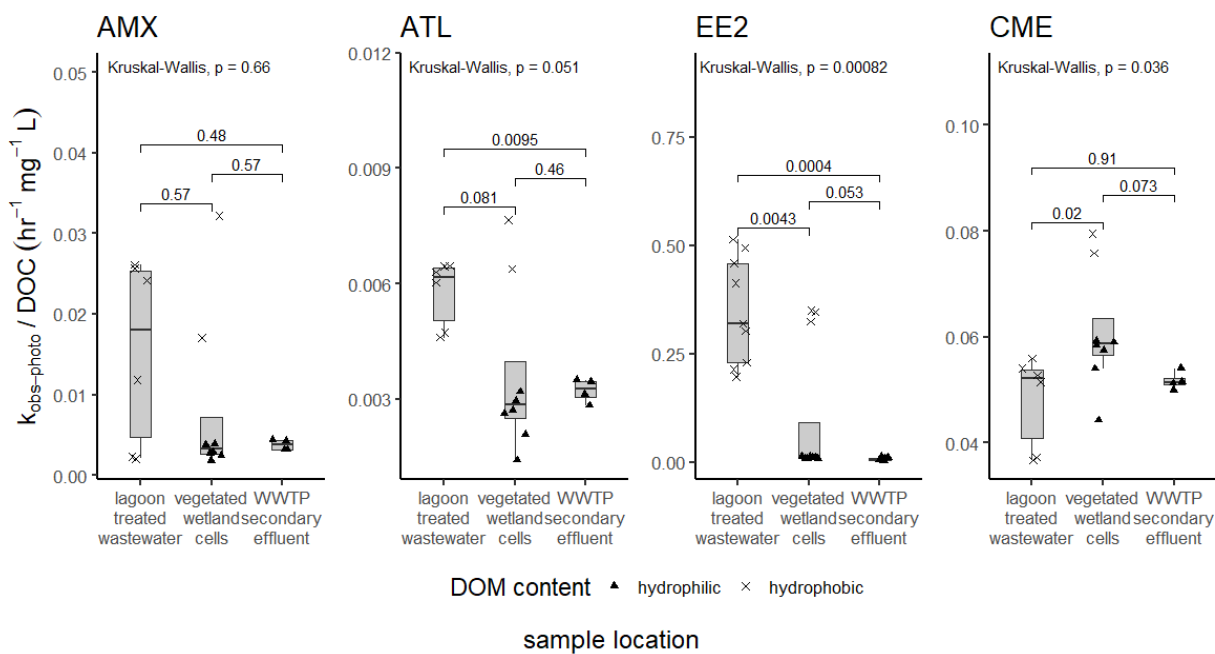 AMX
ATL
EE2
CME
k obs–photo / DOC (hr⁻¹ mg⁻¹ L)
Kruskal-Wallis, p = 0.66
0.05
0.04
0.03
0.02
0.01
0.00
0.48
0.57
0.57
lagoon treated wastewater
vegetated wetland cells
WWTP secondary effluent
Kruskal-Wallis, p = 0.051
0.012
0.009
0.006
0.003
0.0095
0.46
0.081
lagoon treated wastewater
vegetated wetland cells
WWTP secondary effluent
Kruskal-Wallis, p = 0.00082
0.75
0.50
0.25
0.00
0.0004
0.053
0.0043
lagoon treated wastewater
vegetated wetland cells
WWTP secondary effluent
Kruskal-Wallis, p = 0.036
0.10
0.08
0.06
0.04
0.91
0.073
0.02
lagoon treated wastewater
vegetated wetland cells
WWTP secondary effluent
DOM content hydrophilic hydrophobic
sample location